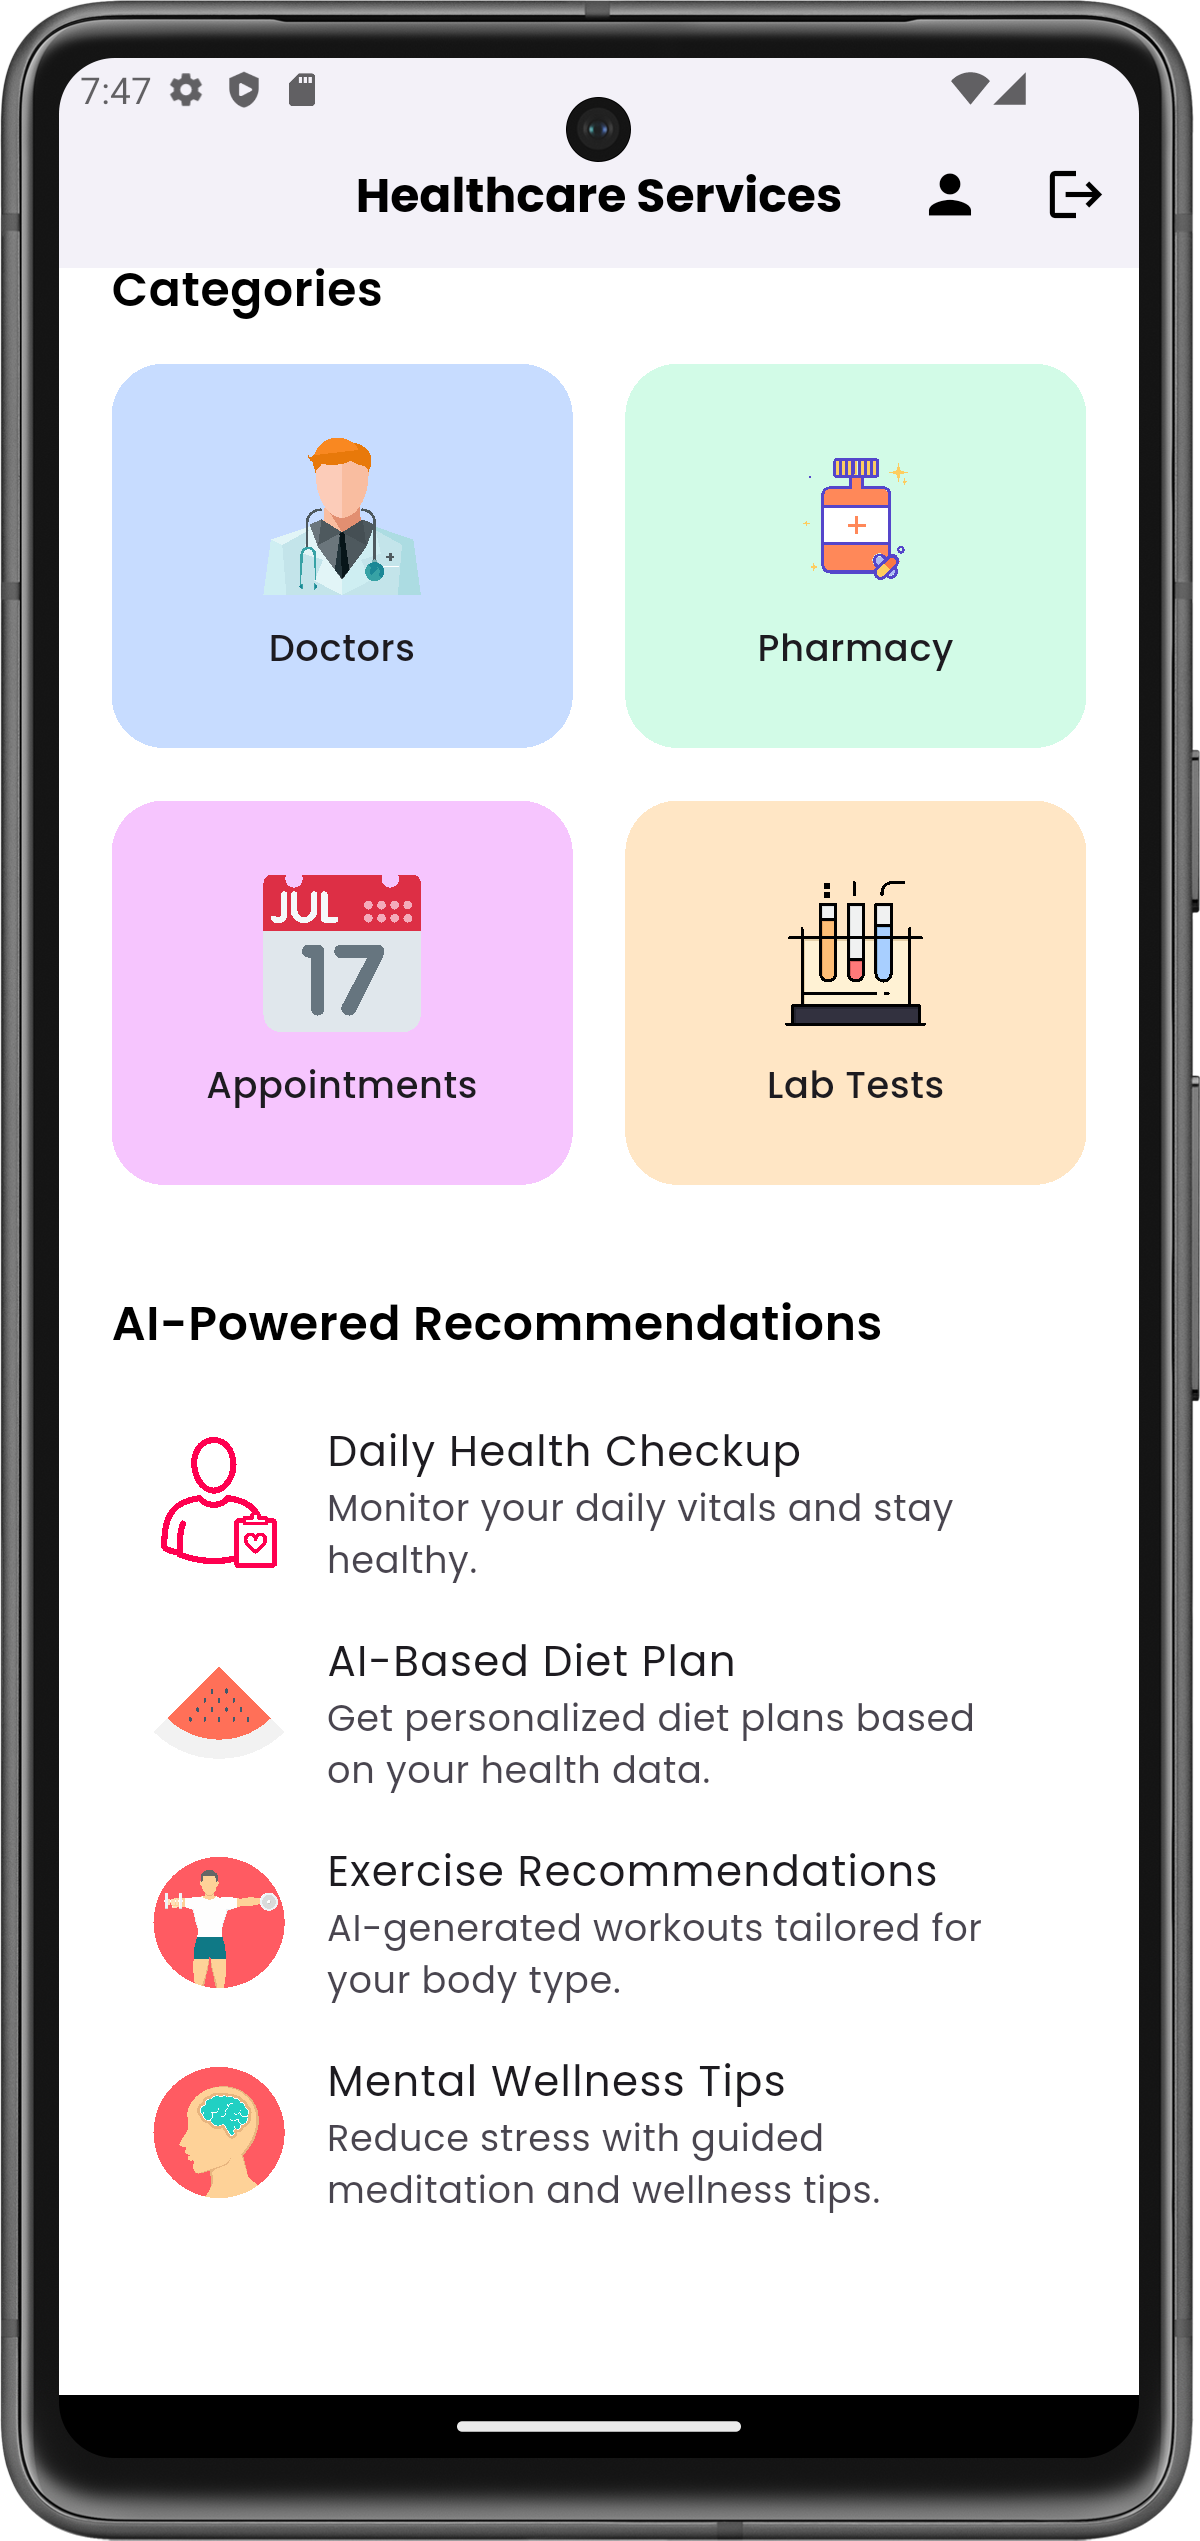 7:47
Healthcare Services
Categories
Doctors
Pharmacy
JUL
17
Appointments
Lab Tests
AI-Powered Recommendations
Daily Health Checkup
Monitor your daily vitals and stay
healthy.
AI-Based Diet Plan
Get personalized diet plans based
on your health data.
Exercise Recommendations
AI-generated workouts tailored for
your body type.
Mental Wellness Tips
Reduce stress with guided
meditation and wellness tips.